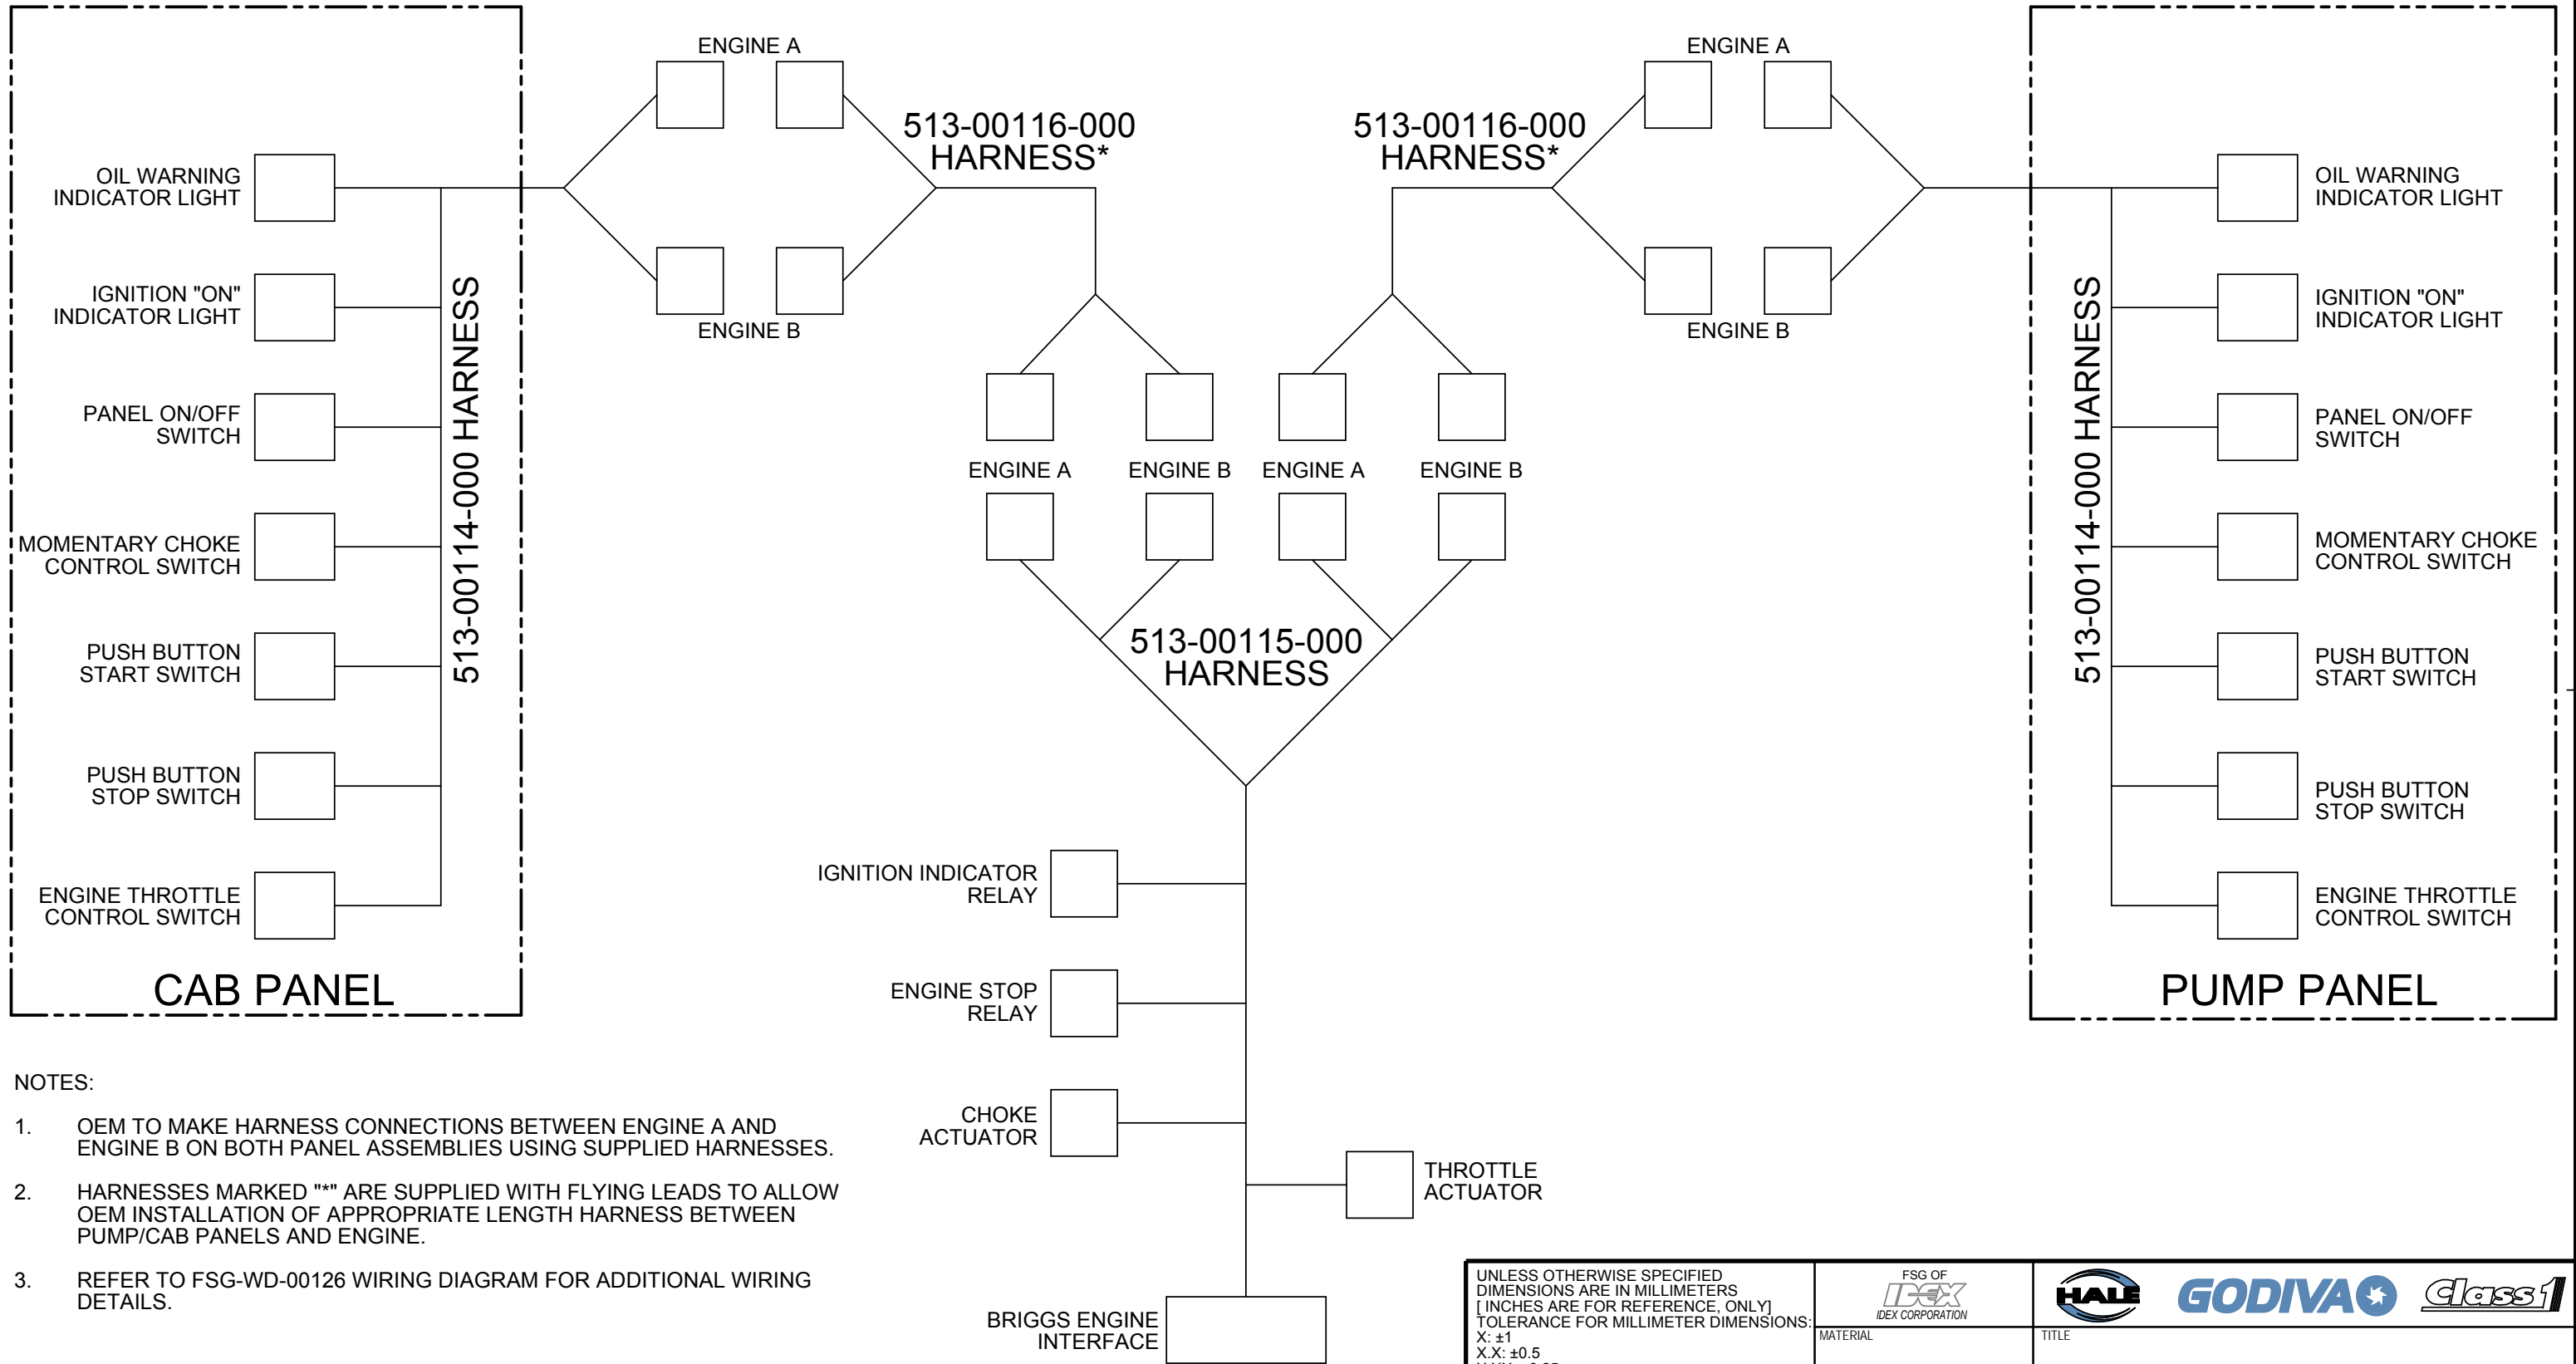 ENGINE A
ENGINE A
513-00116-000
HARNESS*
513-00116-000
HARNESS*
OIL WARNING
INDICATOR LIGHT
IGNITION "ON"
INDICATOR LIGHT
PANEL ON/OFF
SWITCH
MOMENTARY CHOKE
CONTROL SWITCH
PUSH BUTTON
START SWITCH
PUSH BUTTON
STOP SWITCH
ENGINE THROTTLE
CONTROL SWITCH
513-00114-000 HARNESS
CAB PANEL
ENGINE B
ENGINE B
ENGINE A
ENGINE B
ENGINE A
ENGINE B
513-00115-000
HARNESS
OIL WARNING
INDICATOR LIGHT
IGNITION "ON"
INDICATOR LIGHT
PANEL ON/OFF
SWITCH
MOMENTARY CHOKE
CONTROL SWITCH
PUSH BUTTON
START SWITCH
PUSH BUTTON
STOP SWITCH
ENGINE THROTTLE
CONTROL SWITCH
513-00114-000 HARNESS
PUMP PANEL
IGNITION INDICATOR
RELAY
ENGINE STOP
RELAY
CHOKE
ACTUATOR
THROTTLE
ACTUATOR
BRIGGS ENGINE
INTERFACE
NOTES:
1. OEM TO MAKE HARNESS CONNECTIONS BETWEEN ENGINE A AND
ENGINE B ON BOTH PANEL ASSEMBLIES USING SUPPLIED HARNESSES.
2. HARNESSES MARKED "*" ARE SUPPLIED WITH FLYING LEADS TO ALLOW
OEM INSTALLATION OF APPROPRIATE LENGTH HARNESS BETWEEN
PUMP/CAB PANELS AND ENGINE.
3. REFER TO FSG-WD-00126 WIRING DIAGRAM FOR ADDITIONAL WIRING
DETAILS.
UNLESS OTHERWISE SPECIFIED
DIMENSIONS ARE IN MILLIMETERS
[ INCHES ARE FOR REFERENCE, ONLY]
TOLERANCE FOR MILLIMETER DIMENSIONS:
X: ±1
X.X: ±0.5
FSG OF
IDEX
IDEX CORPORATION
MATERIAL
HALE
GODIVA
Class 1
TITLE